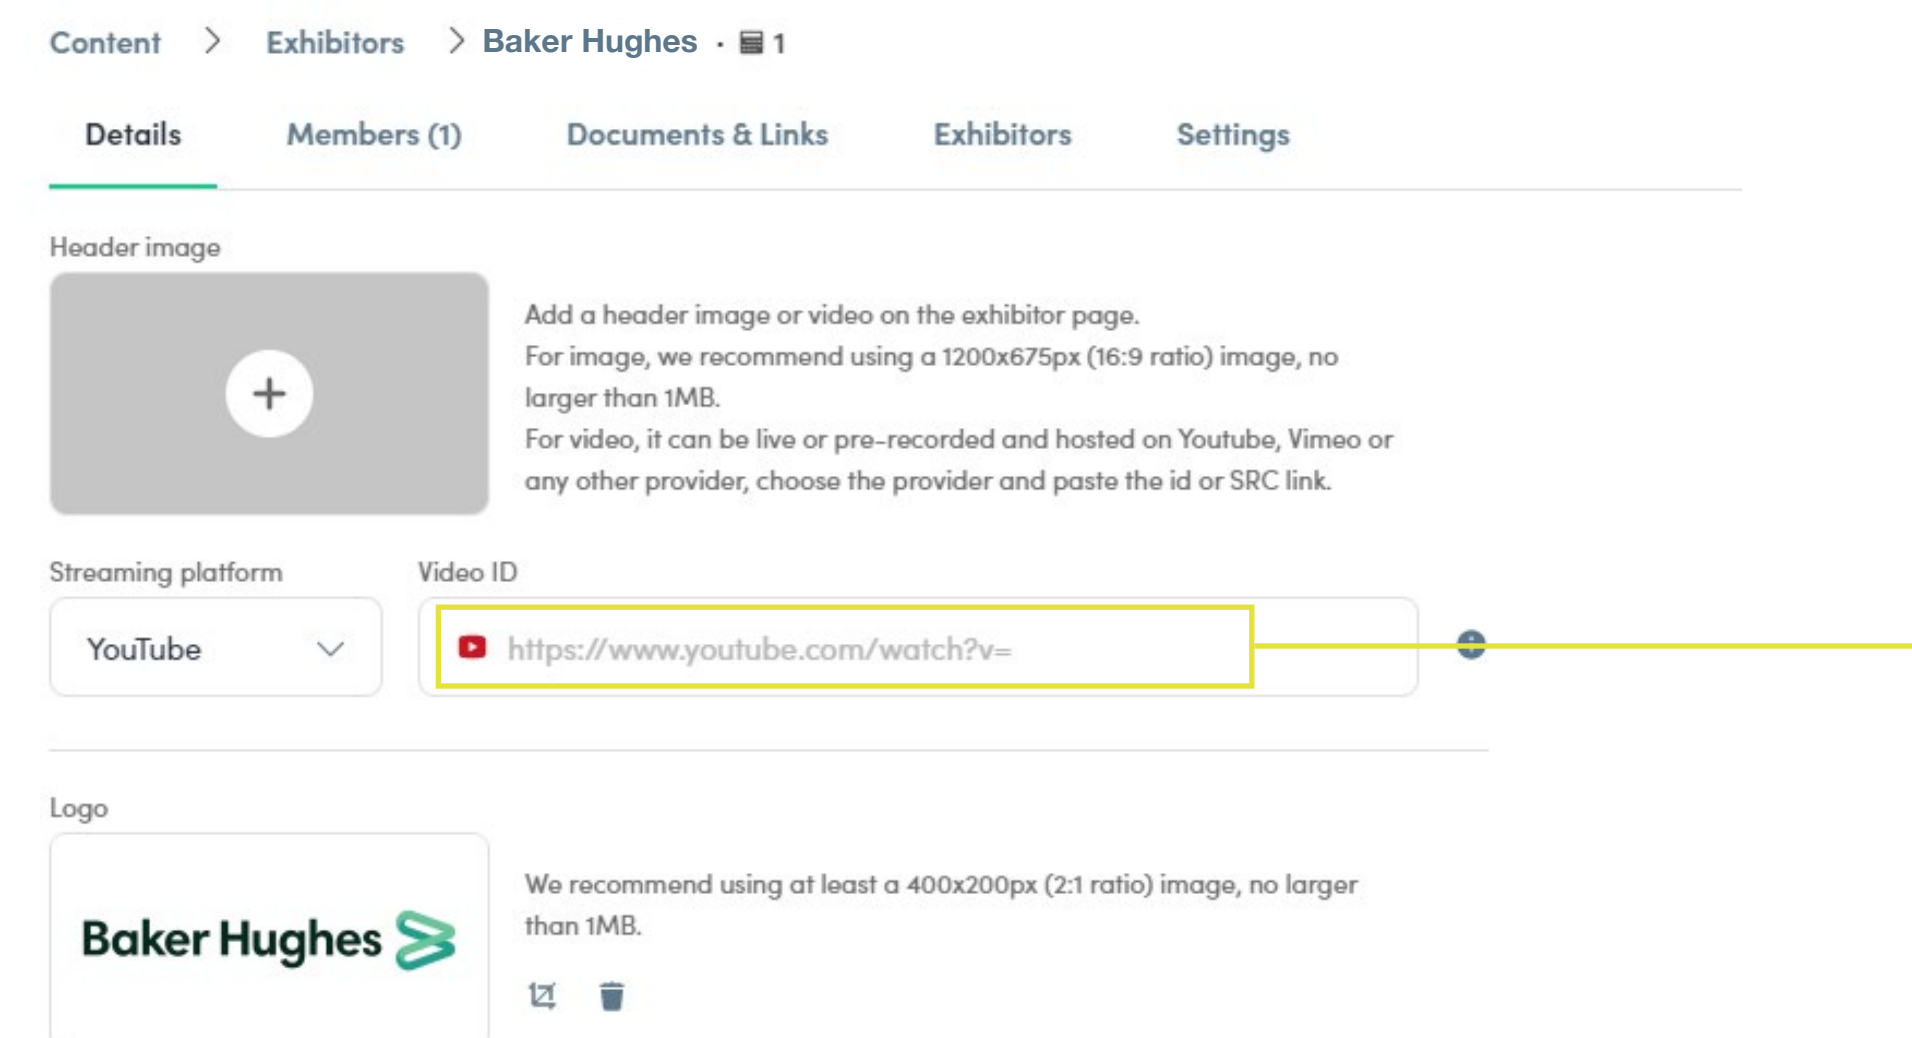 Content > Exhibitors > Baker Hughes · 1
Details Members (1) Documents & Links Exhibitors Settings
Header image
Add a header image or video on the exhibitor page.
For image, we recommend using a 1200x675px (16:9 ratio) image, no
larger than 1MB.
For video, it can be live or pre-recorded and hosted on Youtube, Vimeo or
any other provider, choose the provider and paste the id or SRC link.
Streaming platform Video ID
YouTube https://www.youtube.com/watch?v=
Logo
We recommend using at least a 400x200px (2:1 ratio) image, no larger
than 1MB.
Baker Hughes